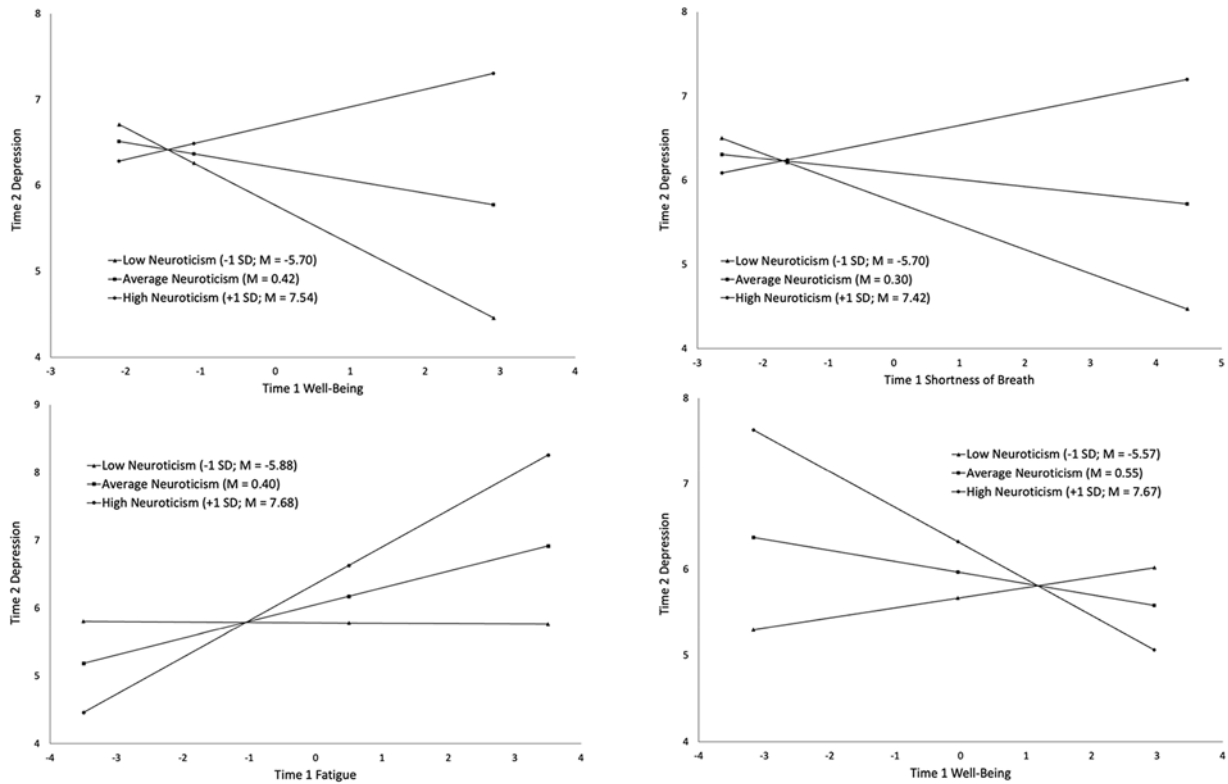 8
7
6
5
4
Time 2 Depression
Low Neuroticism (-1 SD; M = -5.70)
Average Neuroticism (M = 0.42)
High Neuroticism (+1 SD; M = 7.54)
-3 -2 -1 0 1 2 3 4
Time 1 Well-Being
8
7
6
5
4
Time 2 Depression
Low Neuroticism (-1 SD; M = -5.70)
Average Neuroticism (M = 0.30)
High Neuroticism (+1 SD; M = 7.42)
-3 -2 -1 0 1 2 3 4 5
Time 1 Shortness of Breath
9
8
7
6
5
4
Time 2 Depression
Low Neuroticism (-1 SD; M = -5.88)
Average Neuroticism (M = 0.40)
High Neuroticism (+1 SD; M = 7.68)
-4 -3 -2 -1 0 1 2 3 4
Time 1 Fatigue
8
7
6
5
4
Time 2 Depression
Low Neuroticism (-1 SD; M = -5.57)
Average Neuroticism (M = 0.55)
High Neuroticism (+1 SD; M = 7.67)
-4 -3 -2 -1 0 1 2 3 4
Time 1 Well-Being